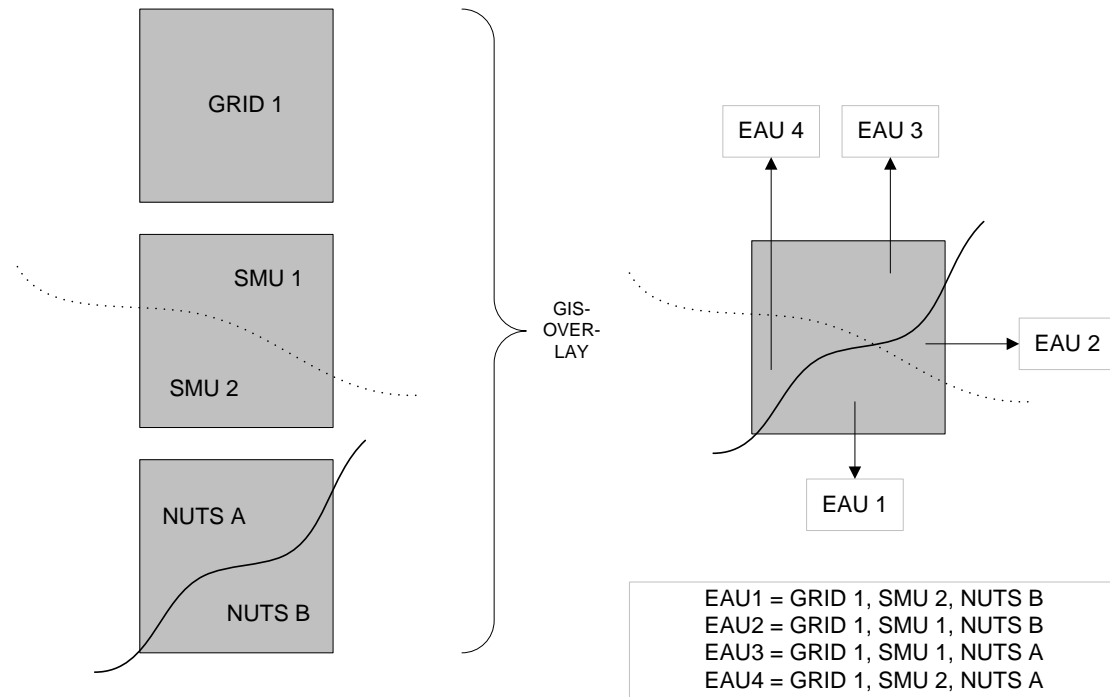 GRID 1
SMU 1
SMU 2
NUTS A
NUTS B
GIS-
OVER-
LAY
EAU 4
EAU 3
EAU 2
EAU 1
EAU1 = GRID 1, SMU 2, NUTS B
EAU2 = GRID 1, SMU 1, NUTS B
EAU3 = GRID 1, SMU 1, NUTS A
EAU4 = GRID 1, SMU 2, NUTS A